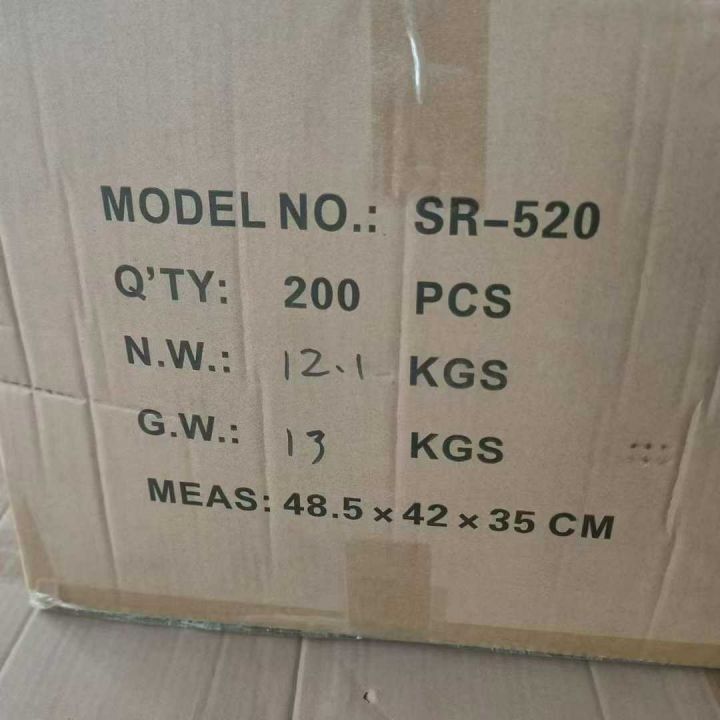 MODEL NO.: SR-520
Q'TY: 200 PCS
N.W.: 12.1 KGS
G.W.: 13 KGS
MEAS: 48.5 × 42 × 35 CM